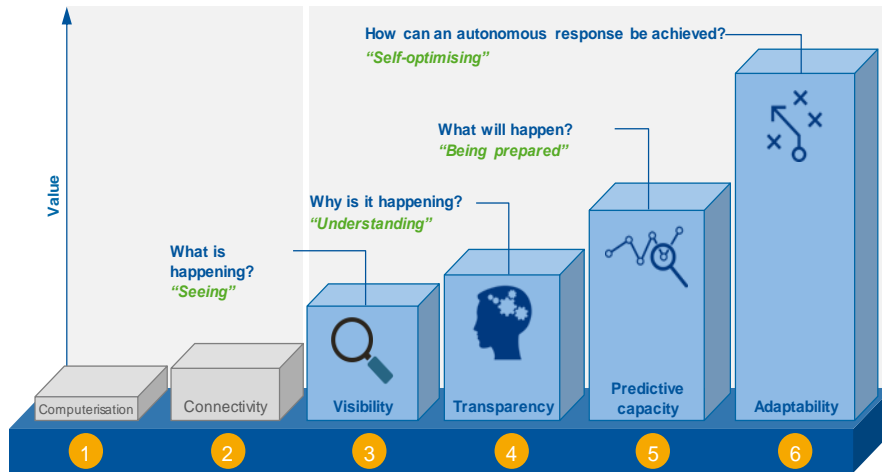 How can an autonomous response be achieved?
“Self-optimising”
What will happen?
“Being prepared”
Why is it happening?
“Understanding”
What is
happening?
“Seeing”
Value
Computerisation
Connectivity
Visibility
Transparency
Predictive
capacity
Adaptability
1
2
3
4
5
6